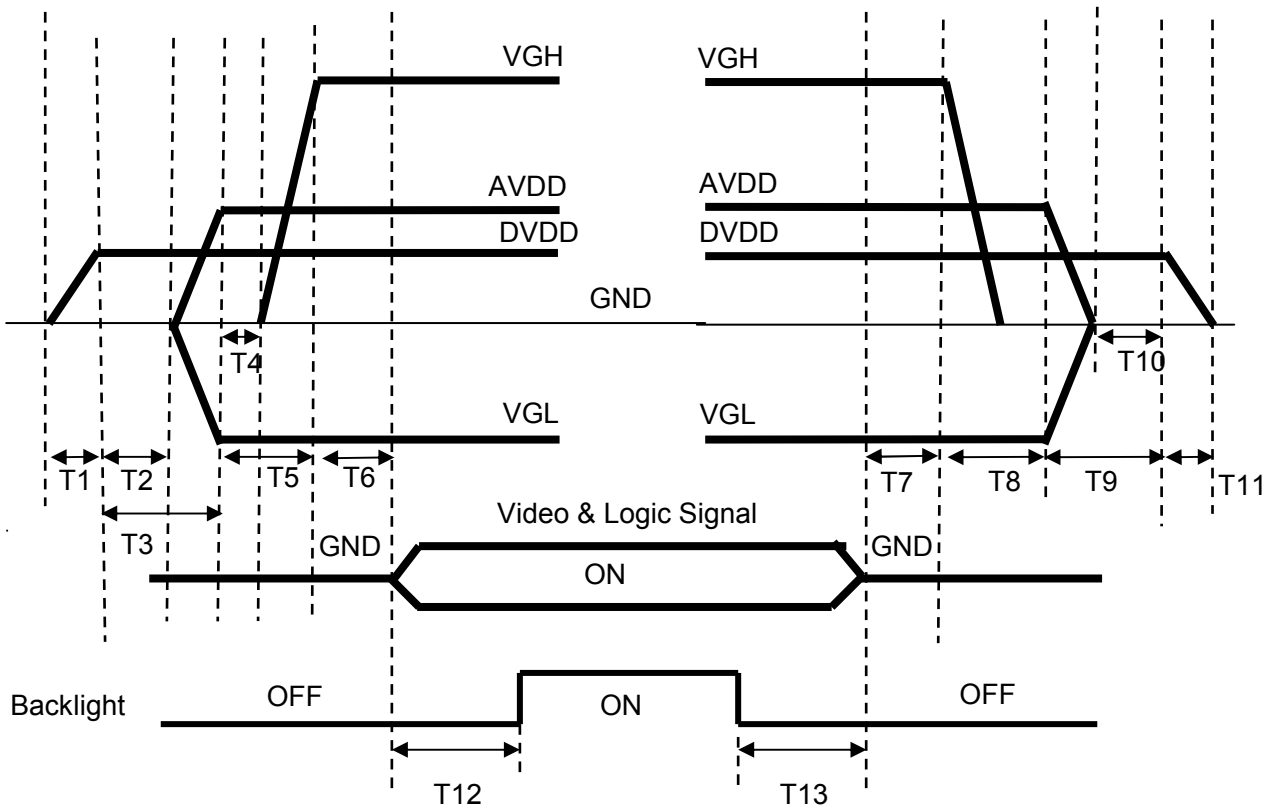 VGH VGH
AVDD AVDD
DVDD DVDD
GND
T4 T10
VGL VGL
T1 T2 T5 T6 T7 T8 T9 T11
Video & Logic Signal
T3
GND GND
ON
OFF OFF
Backlight ON
T12 T13